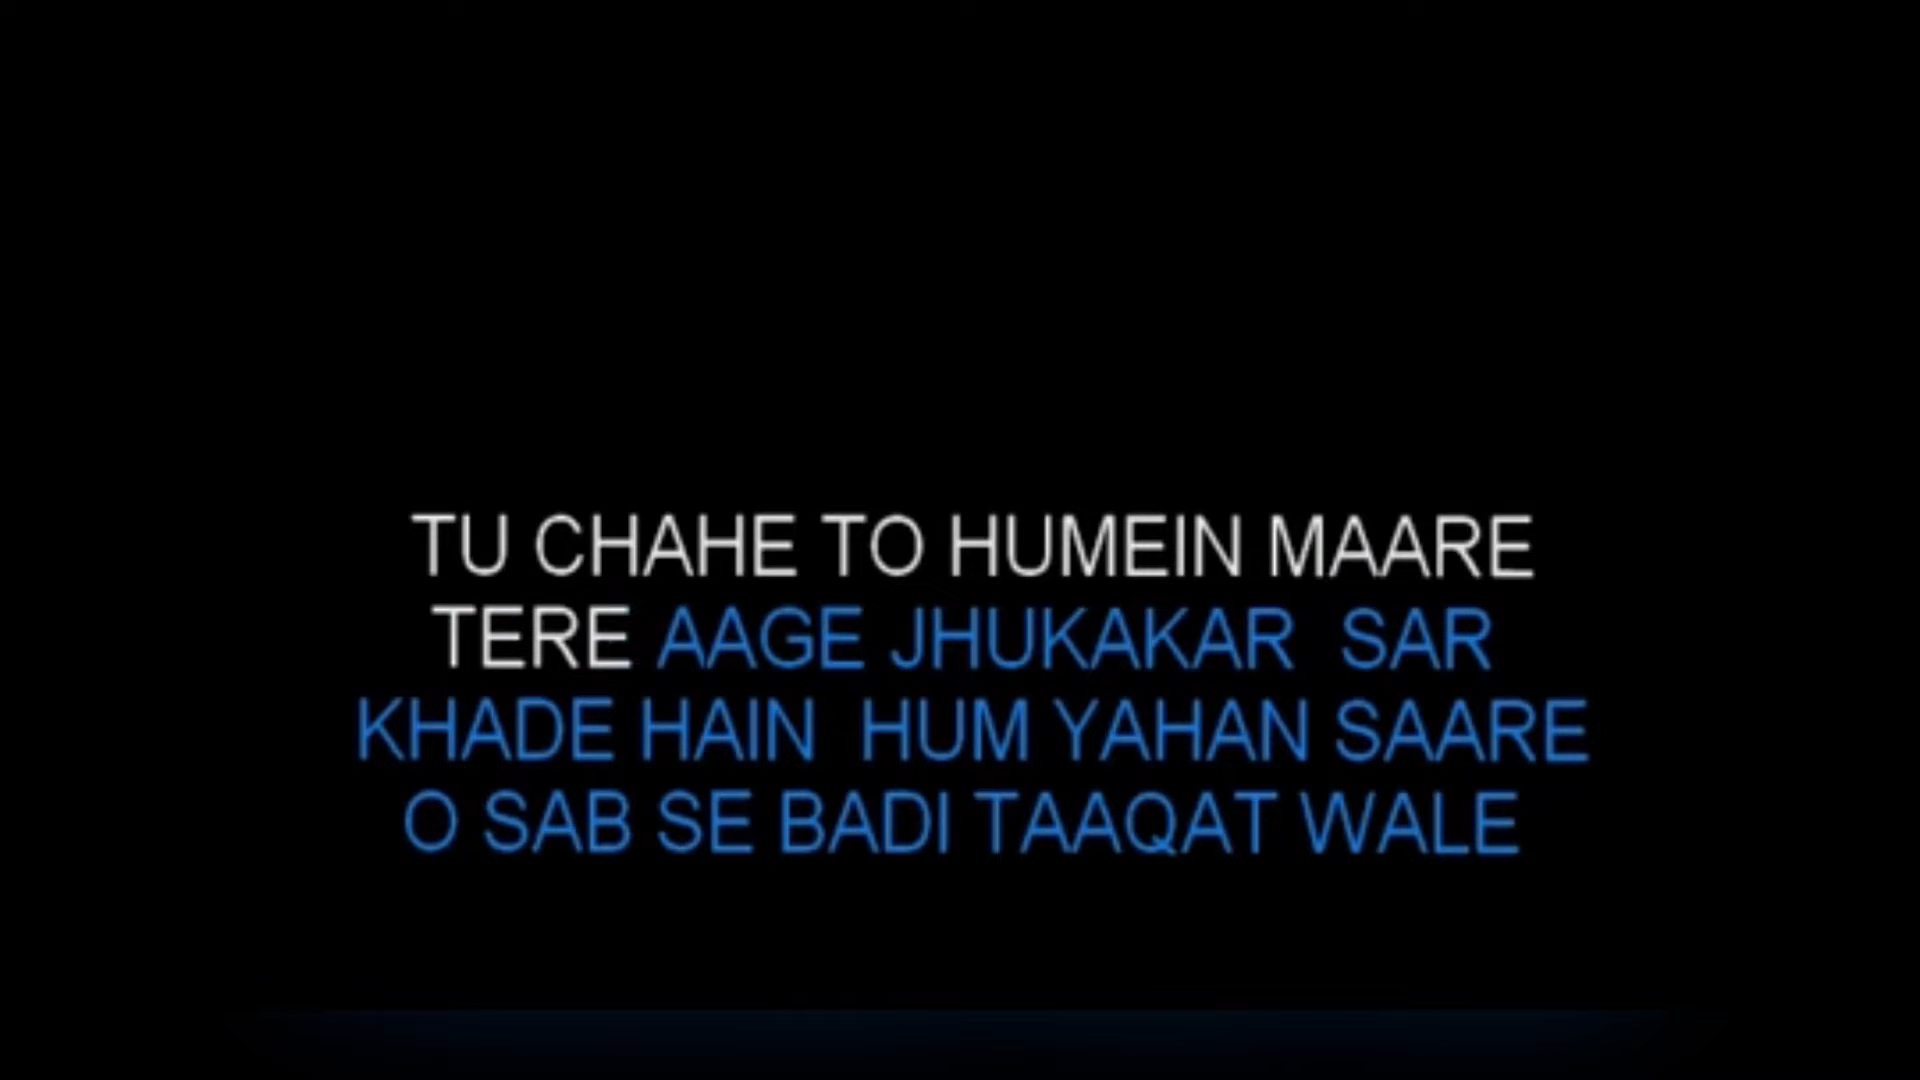 TU CHAHE TO HUMEIN MAARE
TERE AAGE JHUKAKAR SAR
KHADE HAIN HUM YAHAN SAARE
O SAB SE BADI TAAQAT WALE